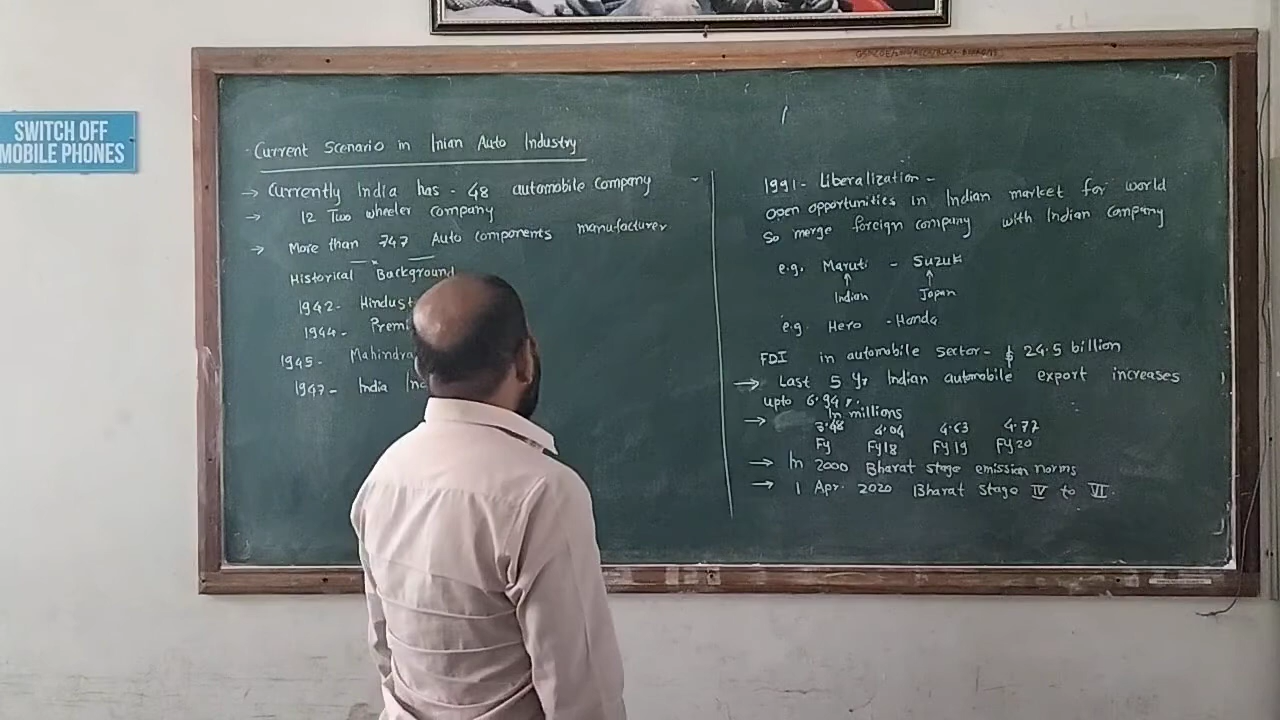 SWITCH OFF
MOBILE PHONES
Current Scenario in Inian Auto Industry
→ Currently India has - 48 automobile Company
→ 12 Two wheeler company
→ More than 747 Auto components manufacturer
Historical Background
1942- Hindust
1944- Premi
1945- Mahindra
1947- India In
1991- Liberalization -
open opportunities in Indian market for world
So merge foreign company with Indian Company
e.g. Maruti - Suzuki
Indian Japan
e.g. Hero - Honda
FDI in automobile Sector - $ 24.5 billion
→ Last 5 Yr Indian automobile export increases
upto 6.94
→ In millions
3.48 4.04 4.63 4.77
Fy Fy18 Fy19 Fy20
→ In 2000 Bharat stage emission norms
→ 1 Apr. 2020 Bharat Stage IV to VI.